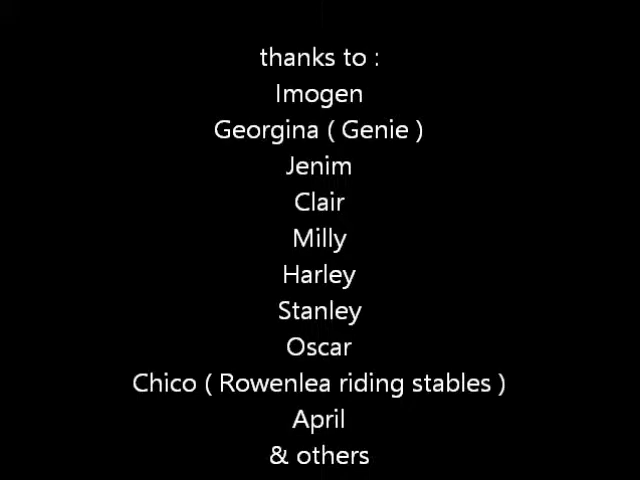 thanks to :
Imogen
Georgina ( Genie )
Jenim
Clair
Milly
Harley
Stanley
Oscar
Chico ( Rowenlea riding stables )
April
& others